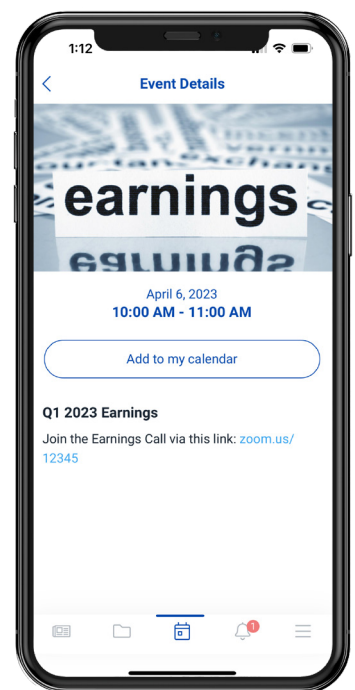 1:12
Event Details
exchan
earnings
April 6, 2023
10:00 AM - 11:00 AM
Add to my calendar
Q1 2023 Earnings
Join the Earnings Call via this link: zoom.us/
12345
1